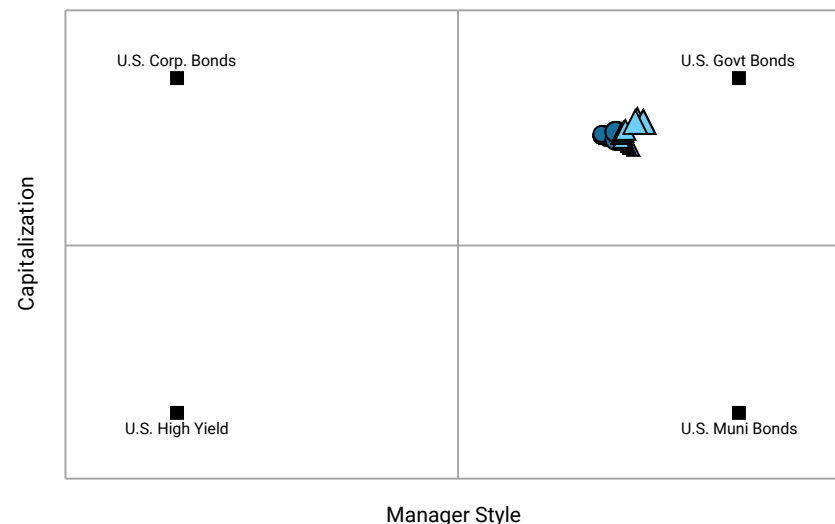 U.S. Corp. Bonds
U.S. Govt Bonds
Capitalization
U.S. High Yield
U.S. Muni Bonds
Manager Style